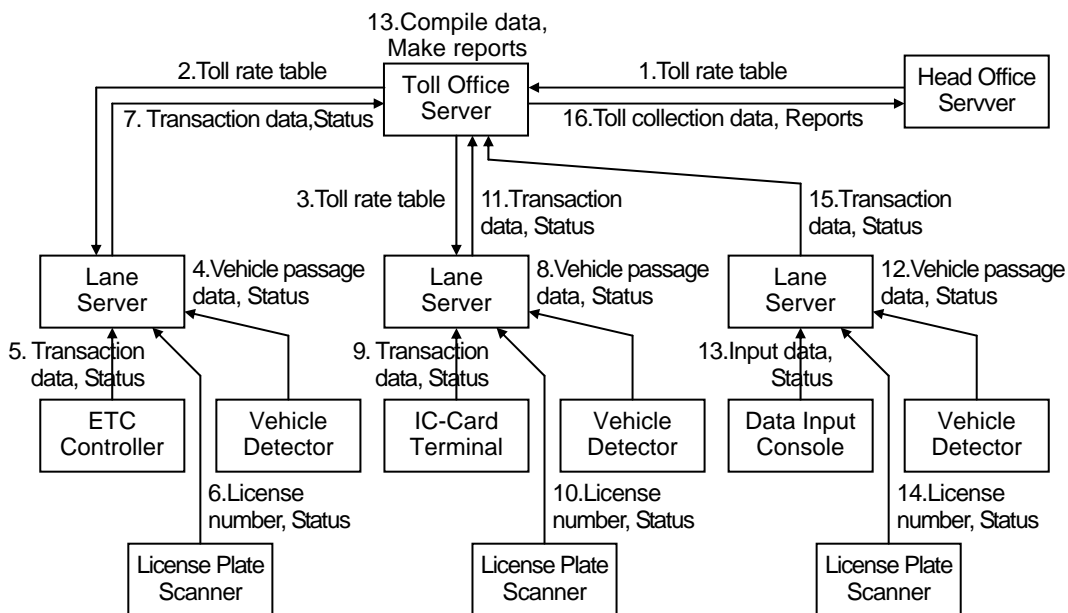 13.Compile data,
Make reports
2.Toll rate table
Toll Office
Server
1.Toll rate table
Head Office
Servver
7. Transaction data,Status
16.Toll collection data, Reports
3.Toll rate table
11.Transaction
data, Status
15.Transaction
data, Status
Lane
Server
4.Vehicle passage
data, Status
Lane
Server
8.Vehicle passage
data, Status
Lane
Server
12.Vehicle passage
data, Status
5. Transaction
data, Status
9. Transaction
data, Status
13.Input data,
Status
ETC
Controller
Vehicle
Detector
IC-Card
Terminal
Vehicle
Detector
Data Input
Console
Vehicle
Detector
6.License
number, Status
10.License
number, Status
14.License
number, Status
License Plate
Scanner
License Plate
Scanner
License Plate
Scanner